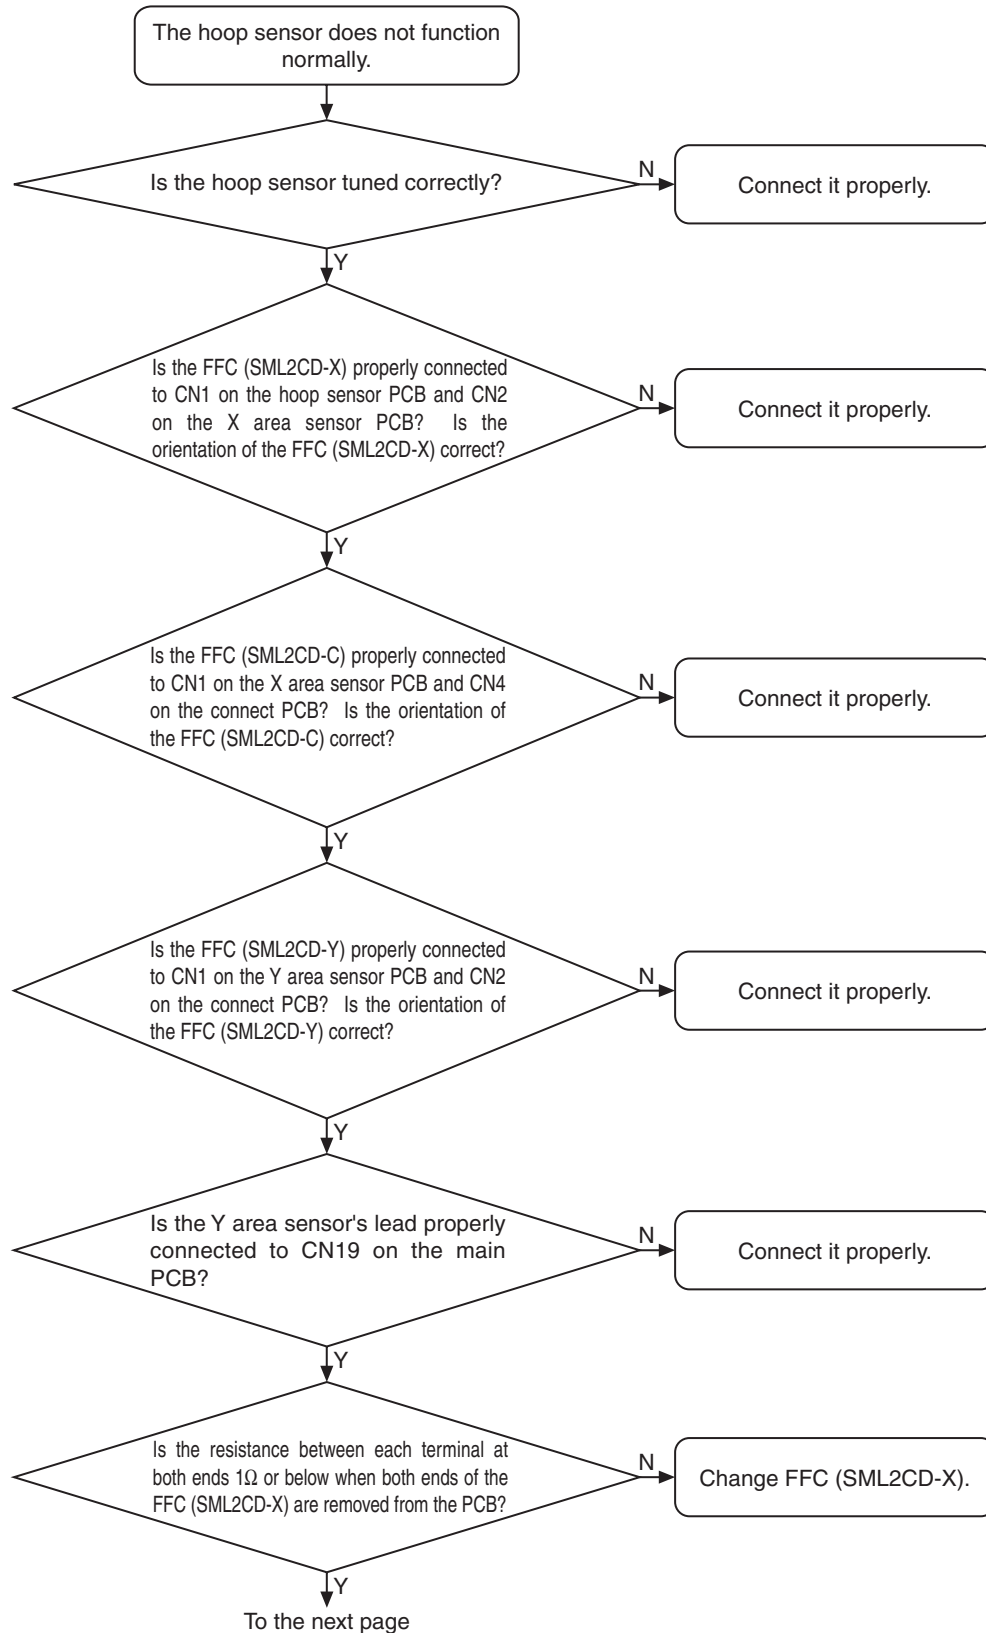 The hoop sensor does not function
normally.
Is the hoop sensor tuned correctly?
N
Connect it properly.
Y
Is the FFC (SML2CD-X) properly connected
to CN1 on the hoop sensor PCB and CN2
on the X area sensor PCB? Is the
orientation of the FFC (SML2CD-X) correct?
N
Connect it properly.
Y
Is the FFC (SML2CD-C) properly connected
to CN1 on the X area sensor PCB and CN4
on the connect PCB? Is the orientation of
the FFC (SML2CD-C) correct?
N
Connect it properly.
Y
Is the FFC (SML2CD-Y) properly connected
to CN1 on the Y area sensor PCB and CN2
on the connect PCB? Is the orientation of
the FFC (SML2CD-Y) correct?
N
Connect it properly.
Y
Is the Y area sensor's lead properly
connected to CN19 on the main
PCB?
N
Connect it properly.
Y
Is the resistance between each terminal at
both ends 1Ω or below when both ends of the
FFC (SML2CD-X) are removed from the PCB?
N
Change FFC (SML2CD-X).
Y
To the next page